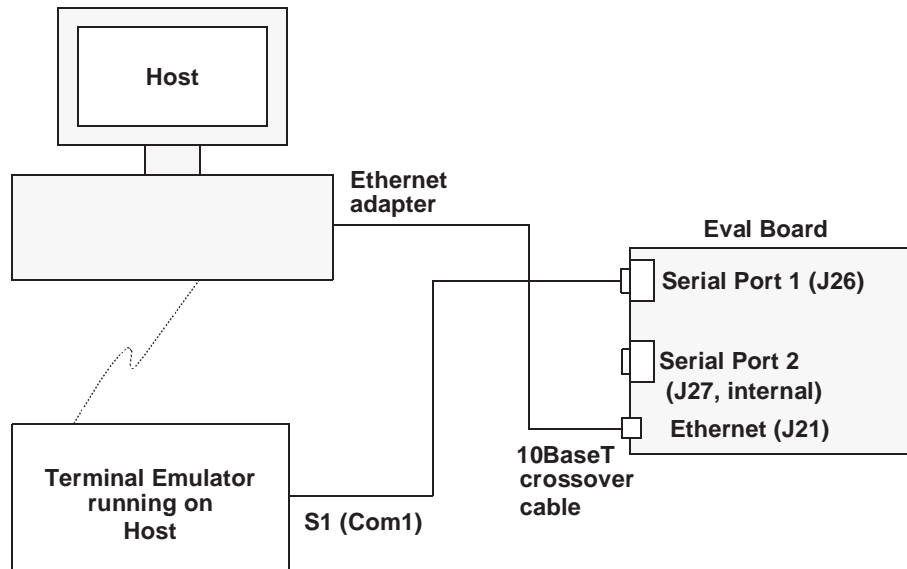 Host
Ethernet
adapter
Eval Board
Serial Port 1 (J26)
Serial Port 2
(J27, internal)
Ethernet (J21)
10BaseT
crossover
cable
Terminal Emulator
running on
Host
S1 (Com1)